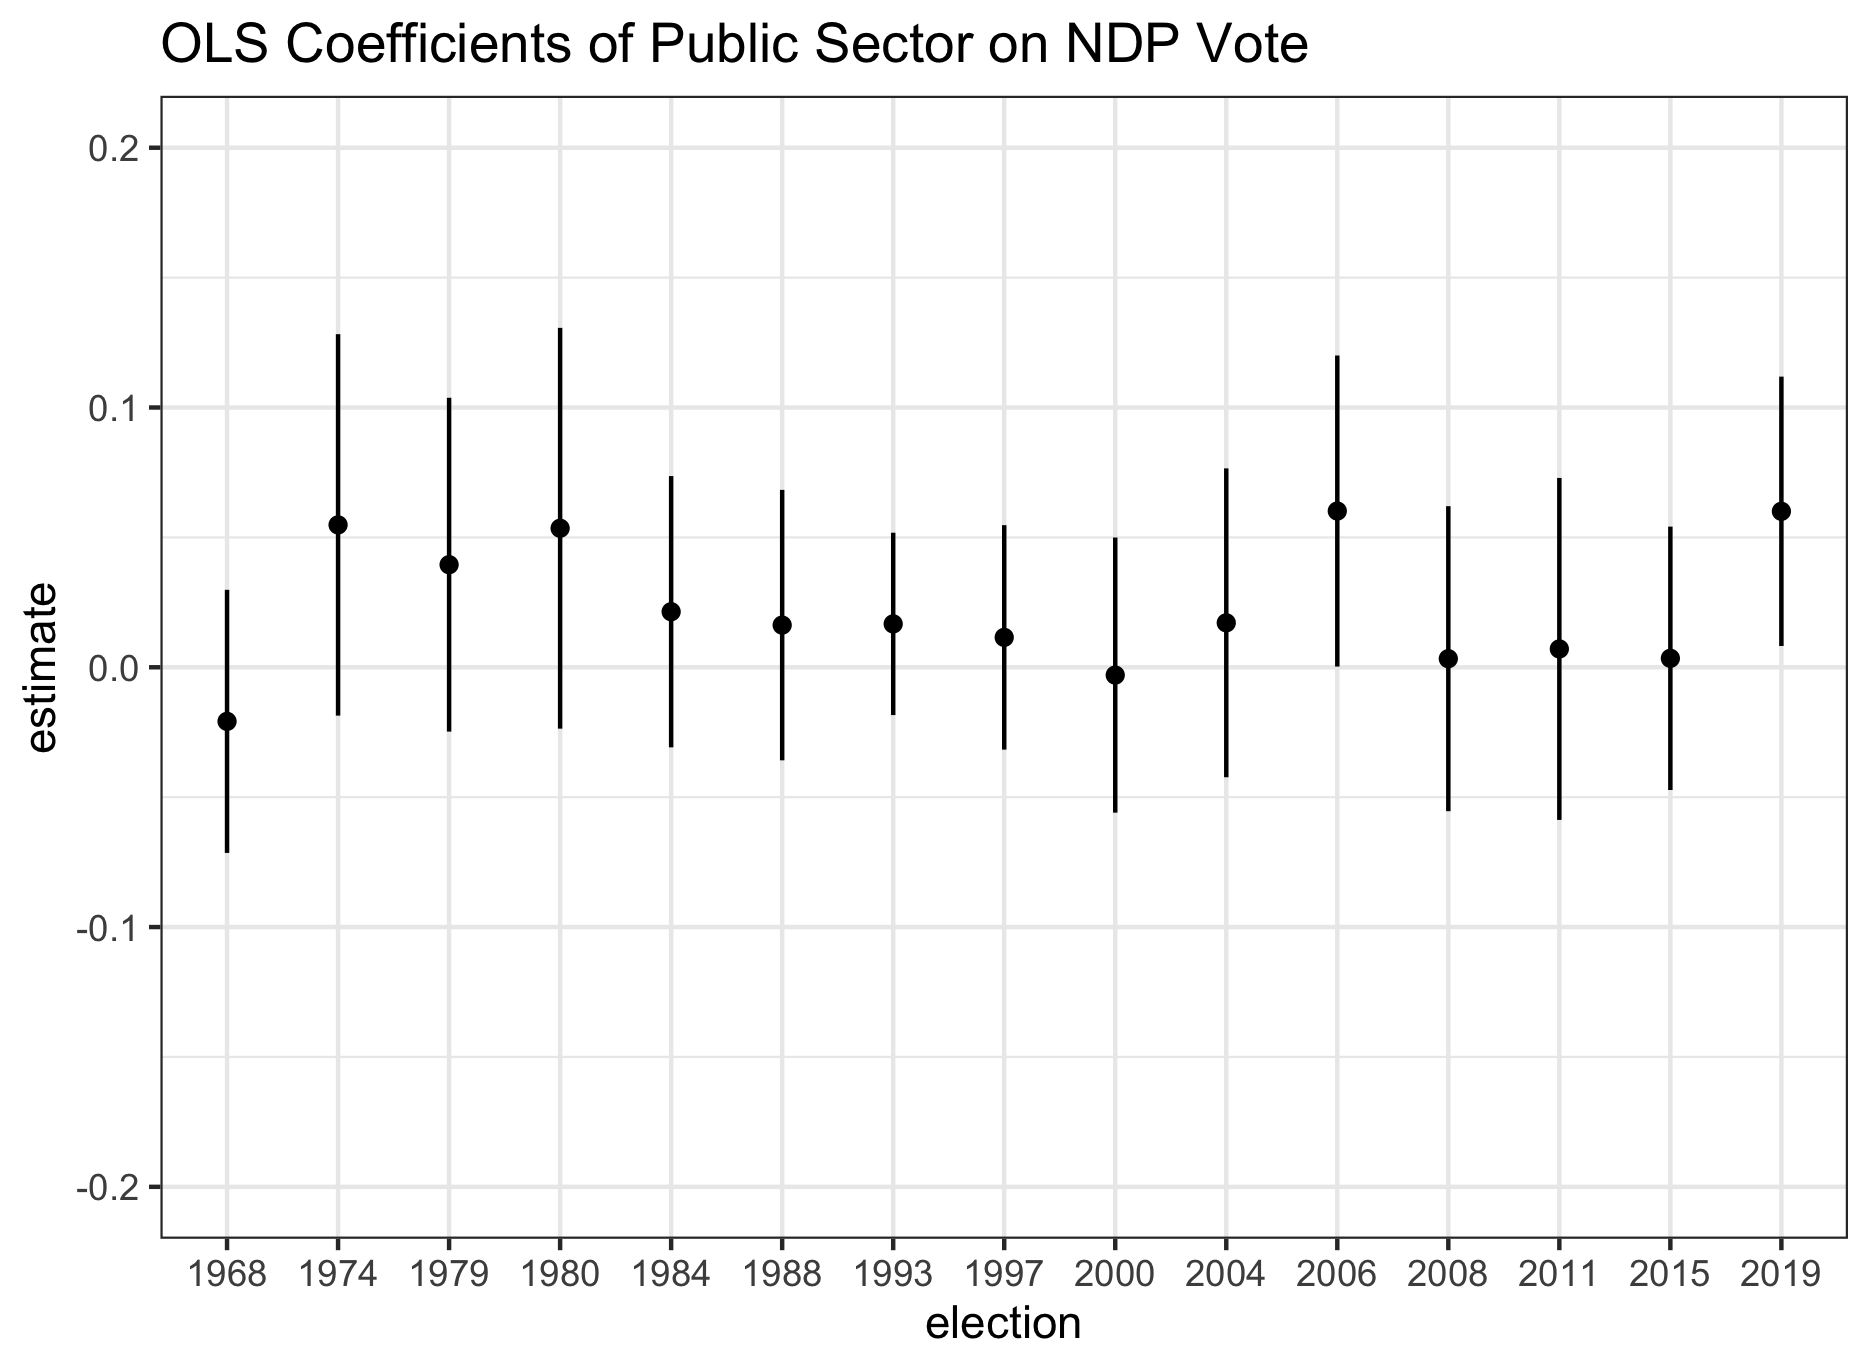 OLS Coefficients of Public Sector on NDP Vote
0.2
0.1
0.0
-0.1
-0.2
estimate
1968 1974 1979 1980 1984 1988 1993 1997 2000 2004 2006 2008 2011 2015 2019
election